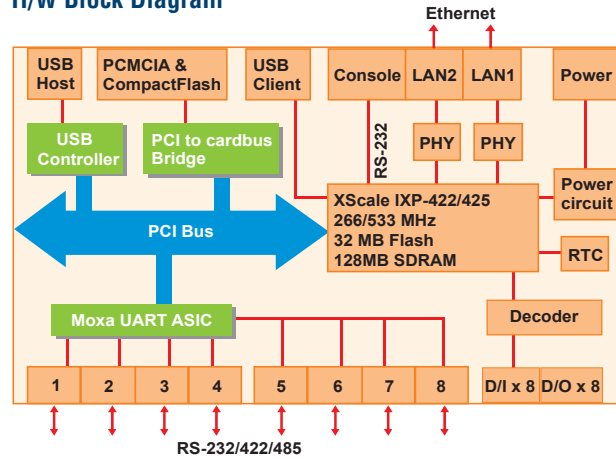 H/W Block Diagram
Ethernet
USB
Host
PCMCIA &
CompactFlash
USB
Client
Console
LAN2
LAN1
Power
USB
Controller
PCI to cardbus
Bridge
RS-232
PHY
PHY
Power
circuit
XScale IXP-422/425
266/533 MHz
32 MB Flash
128MB SDRAM
PCI Bus
RTC
Moxa UART ASIC
Decoder
1
2
3
4
5
6
7
8
D/I x 8
D/O x 8
RS-232/422/485